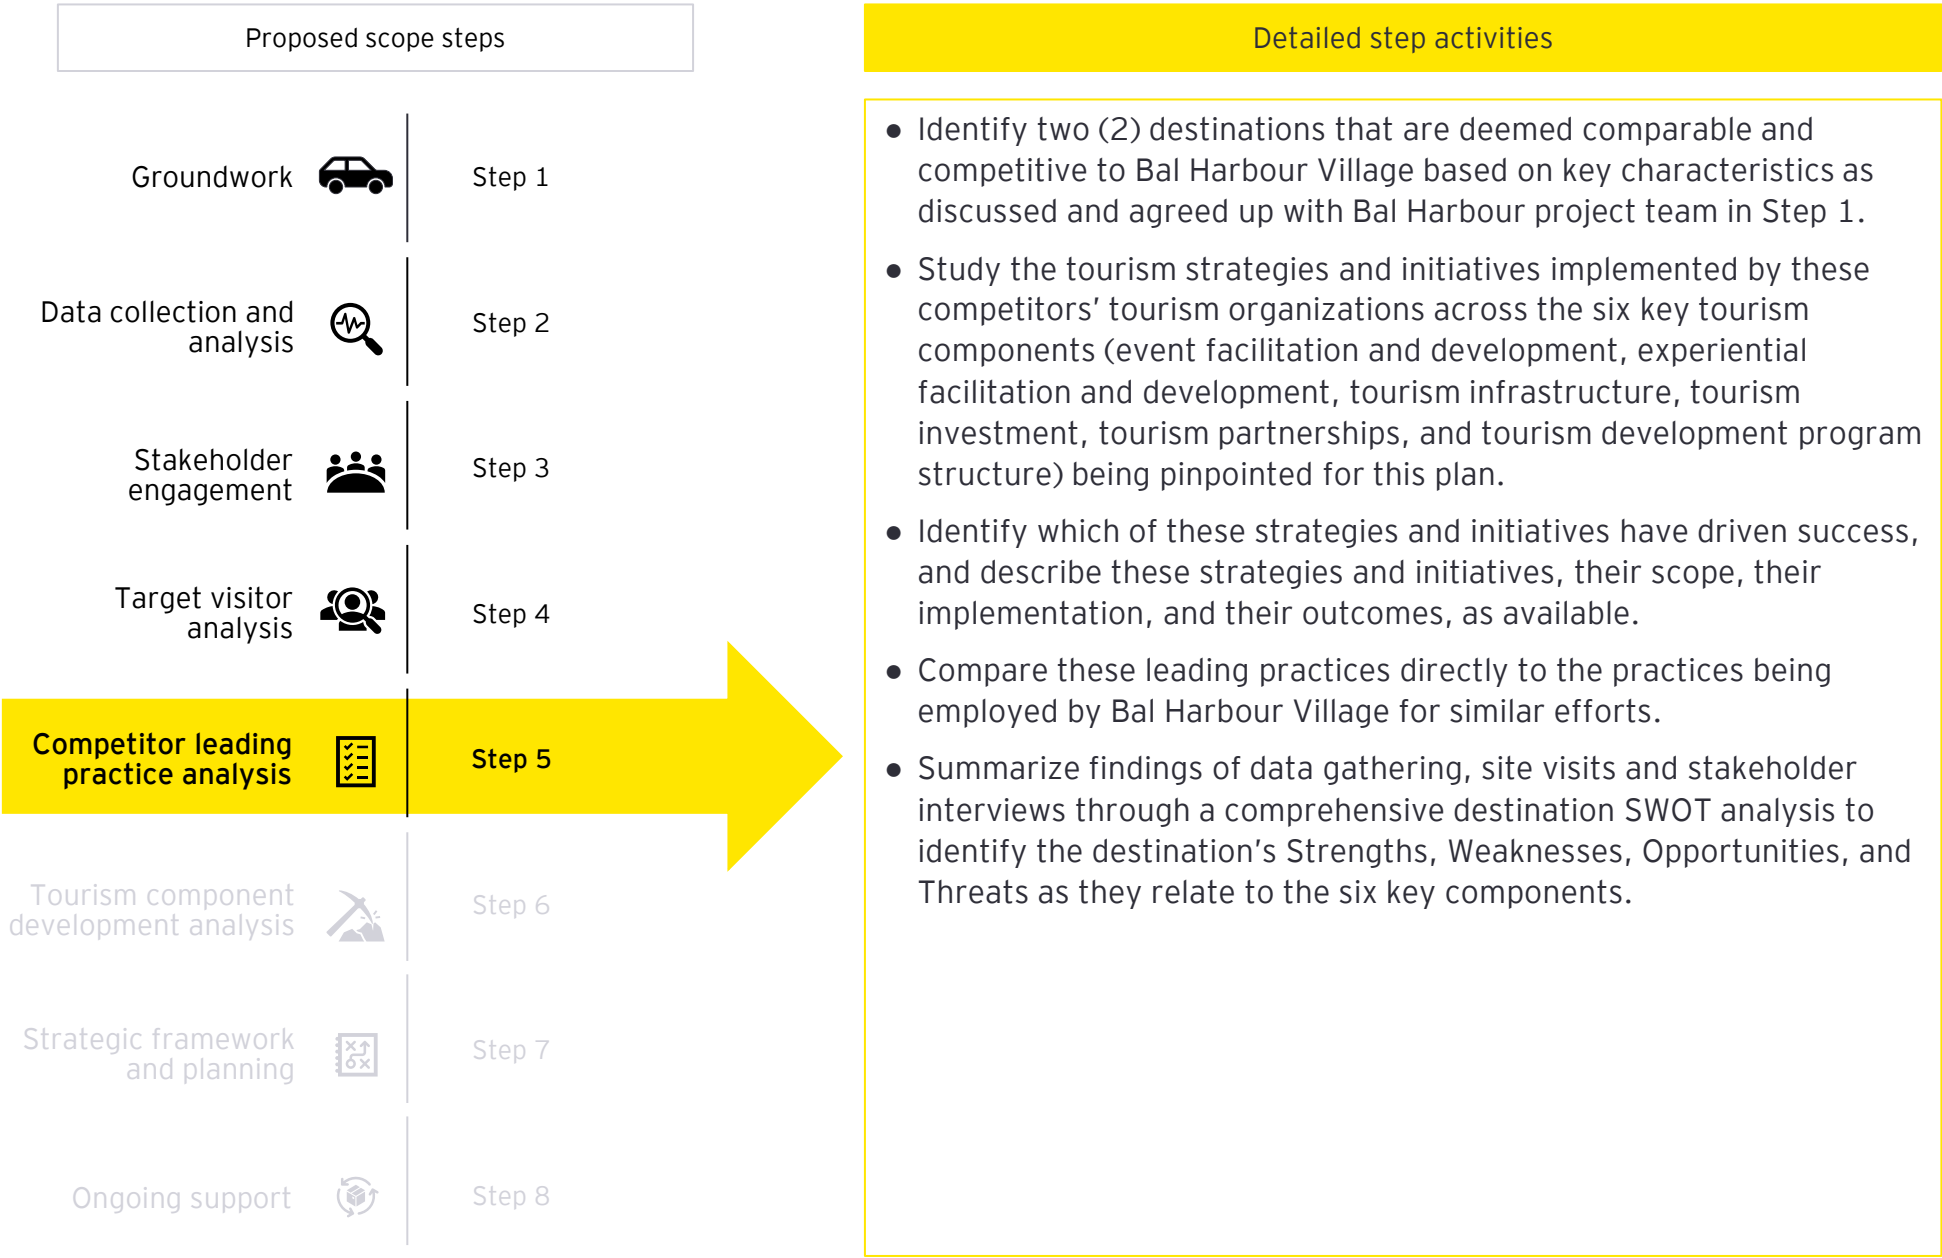 Proposed scope steps
Detailed step activities
Groundwork
Step 1
Data collection and
analysis
Step 2
Stakeholder
engagement
Step 3
Target visitor
analysis
Step 4
Competitor leading
practice analysis
Step 5
Tourism component
development analysis
Step 6
Strategic framework
and planning
Step 7
Ongoing support
Step 8
● Identify two (2) destinations that are deemed comparable and
competitive to Bal Harbour Village based on key characteristics as
discussed and agreed up with Bal Harbour project team in Step 1.
● Study the tourism strategies and initiatives implemented by these
competitors’ tourism organizations across the six key tourism
components (event facilitation and development, experiential
facilitation and development, tourism infrastructure, tourism
investment, tourism partnerships, and tourism development program
structure) being pinpointed for this plan.
● Identify which of these strategies and initiatives have driven success,
and describe these strategies and initiatives, their scope, their
implementation, and their outcomes, as available.
● Compare these leading practices directly to the practices being
employed by Bal Harbour Village for similar efforts.
● Summarize findings of data gathering, site visits and stakeholder
interviews through a comprehensive destination SWOT analysis to
identify the destination’s Strengths, Weaknesses, Opportunities, and
Threats as they relate to the six key components.